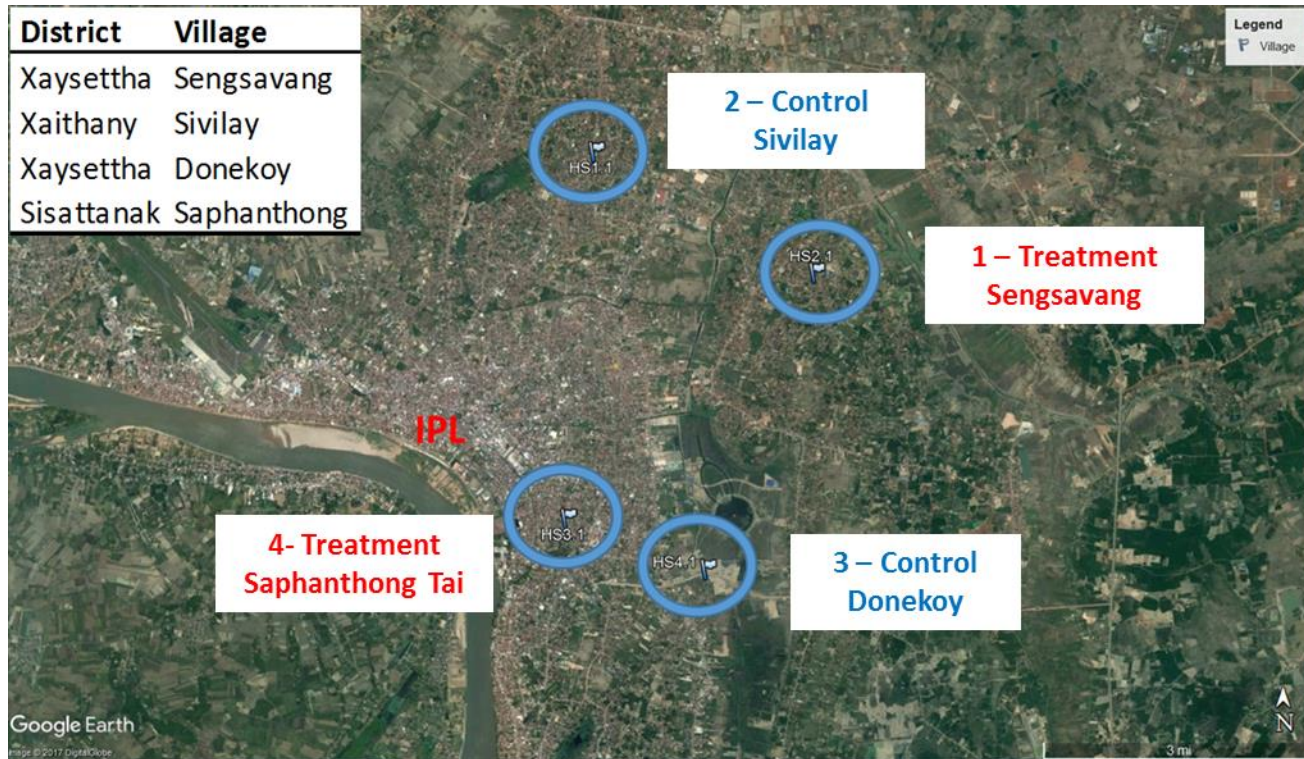 District Village
Xaysettha Sengsavang
Xaithany Sivilay
Xaysettha Donekoy
Sisattanak Saphanthong
Legend
Village
2 – Control
Sivilay
HS1.1
HS2.1
1 – Treatment
Sengsavang
IPL
HS3.1
4- Treatment
Saphanthong Tai
HS4.1
3 – Control
Donekoy
N
Google Earth
Image © 2017 DigitalGlobe
3 mi